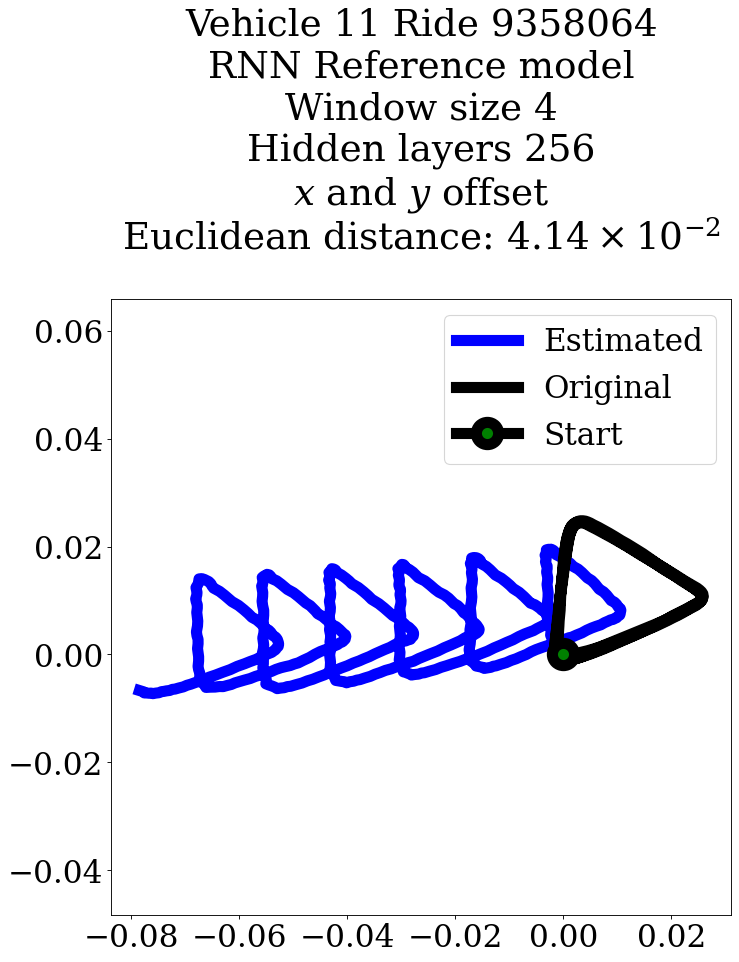 Vehicle 11 Ride 9358064
RNN Reference model
Window size 4
Hidden layers 256
x and y offset
Euclidean distance: 4.14 × 10⁻²
Estimated
Original
Start
0.06
0.04
0.02
0.00
−0.02
−0.04
−0.08 −0.06 −0.04 −0.02 0.00 0.02